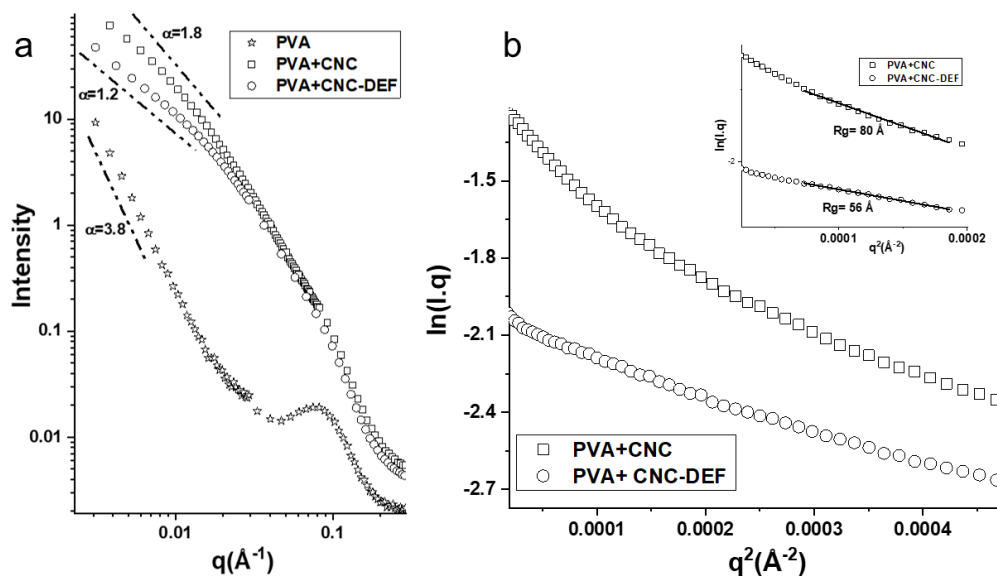 a
α=1.8
PVA
PVA+CNC
PVA+CNC-DEF
α=1.2
α=3.8
10
1
0.1
0.01
Intensity
0.01
0.1
q(Å⁻¹)
b
PVA+CNC
PVA+CNC-DEF
Rg= 80 Å
Rg= 56 Å
-2
ln(I.q)
0.0001
0.0002
q²(Å⁻²)
-1.5
-1.8
-2.1
-2.4
-2.7
ln(I.q)
PVA+CNC
PVA+ CNC-DEF
0.0001
0.0002
0.0003
0.0004
q²(Å⁻²)